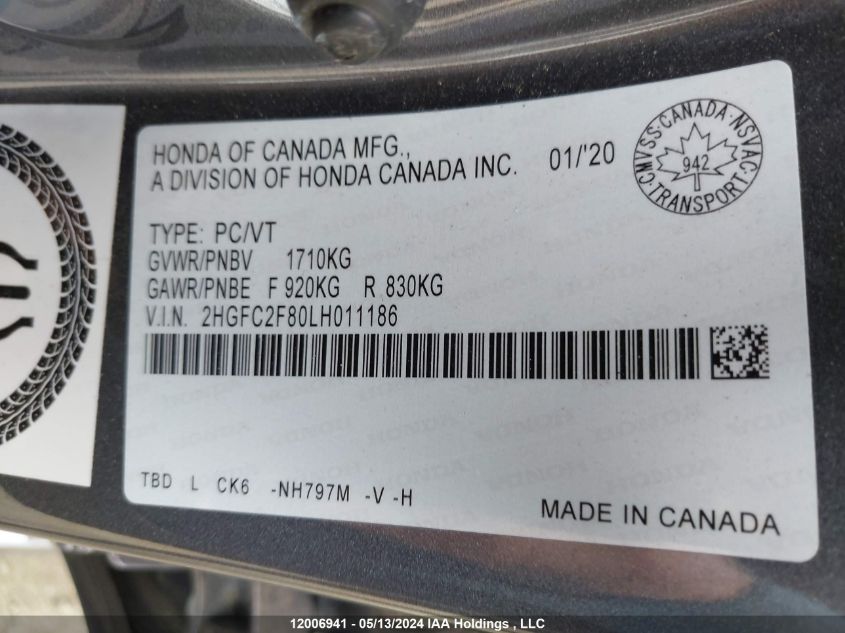 HONDA OF CANADA MFG.,
A DIVISION OF HONDA CANADA INC. 01/'20
CMVSS·CANADA·NSVAC·TRANSPORT·
942
TYPE: PC/VT
GVWR/PNBV 1710KG
GAWR/PNBE F 920KG R 830KG
V.I.N. 2HGFC2F80LH011186
TBD L CK6 -NH797M -V -H
MADE IN CANADA
12006941 - 05/13/2024 IAA Holdings , LLC